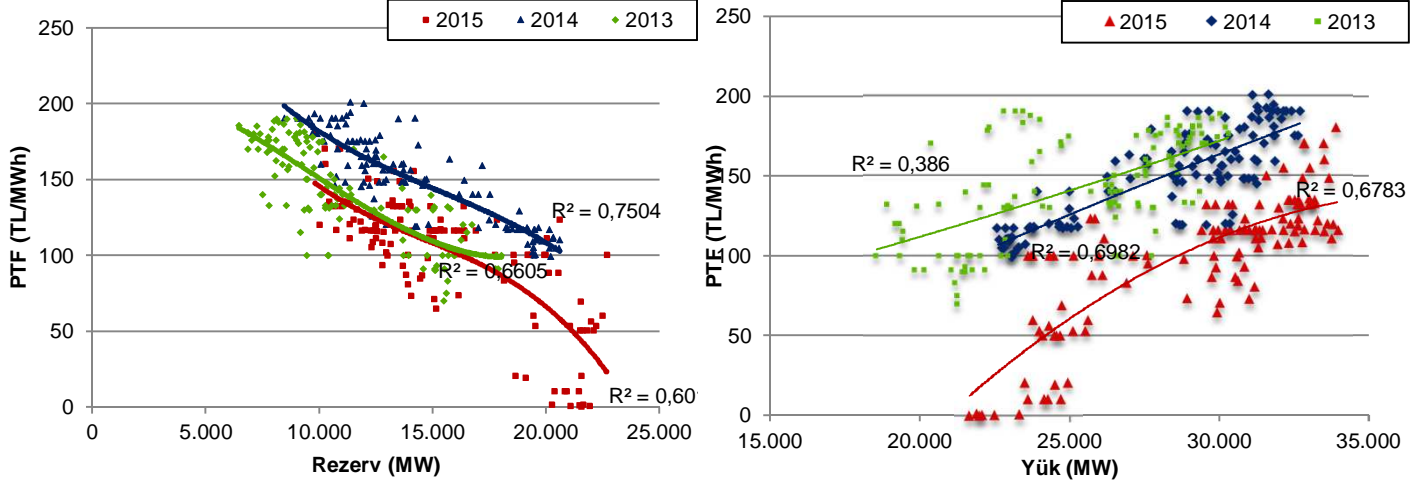 2015 2014 2013
250
200
150
100
50
0
PTF (TL/MWh)
R² = 0,7504
R² = 0,6605
R² = 0,60
0 5.000 10.000 15.000 20.000 25.000
Rezerv (MW)
2015 2014 2013
250
200
150
100
50
0
PTF (TL/MWh)
R² = 0,386
R² = 0,6783
R² = 0,6982
15.000 20.000 25.000 30.000 35.000
Yük (MW)